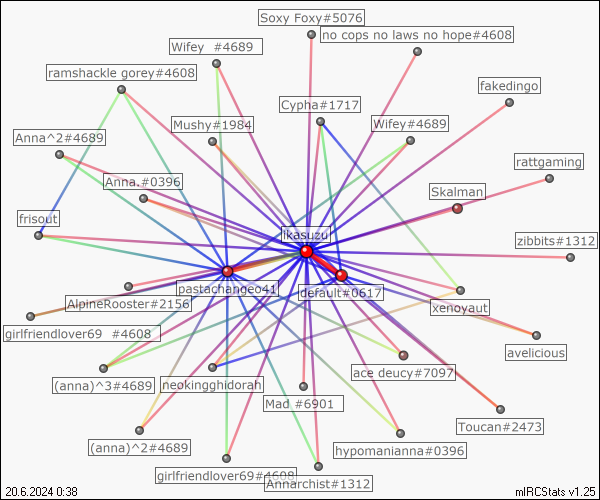 Soxy Foxy#5076
no cops no laws no hope#4608
Wifey  #4689
ramshackle gorey#4608
fakedingo
Cypha#1717
Mushy#1984
Wifey#4689
Anna^2#4689
rattgaming
Anna.#0396
Skalman
frisout
ikasuzu
zibbits#1312
pastachangeo41
default#0617
AlpineRooster#2156
xenoyaut
girlfriendlover69  #4608
avelicious
ace deucy#7097
(anna)^3#4689
neokingghidorah
Mad #6901
Toucan#2473
(anna)^2#4689
hypomanianna#0396
girlfriendlover69#4608
Annarchist#1312
20.6.2024 0:38
mIRCStats v1.25